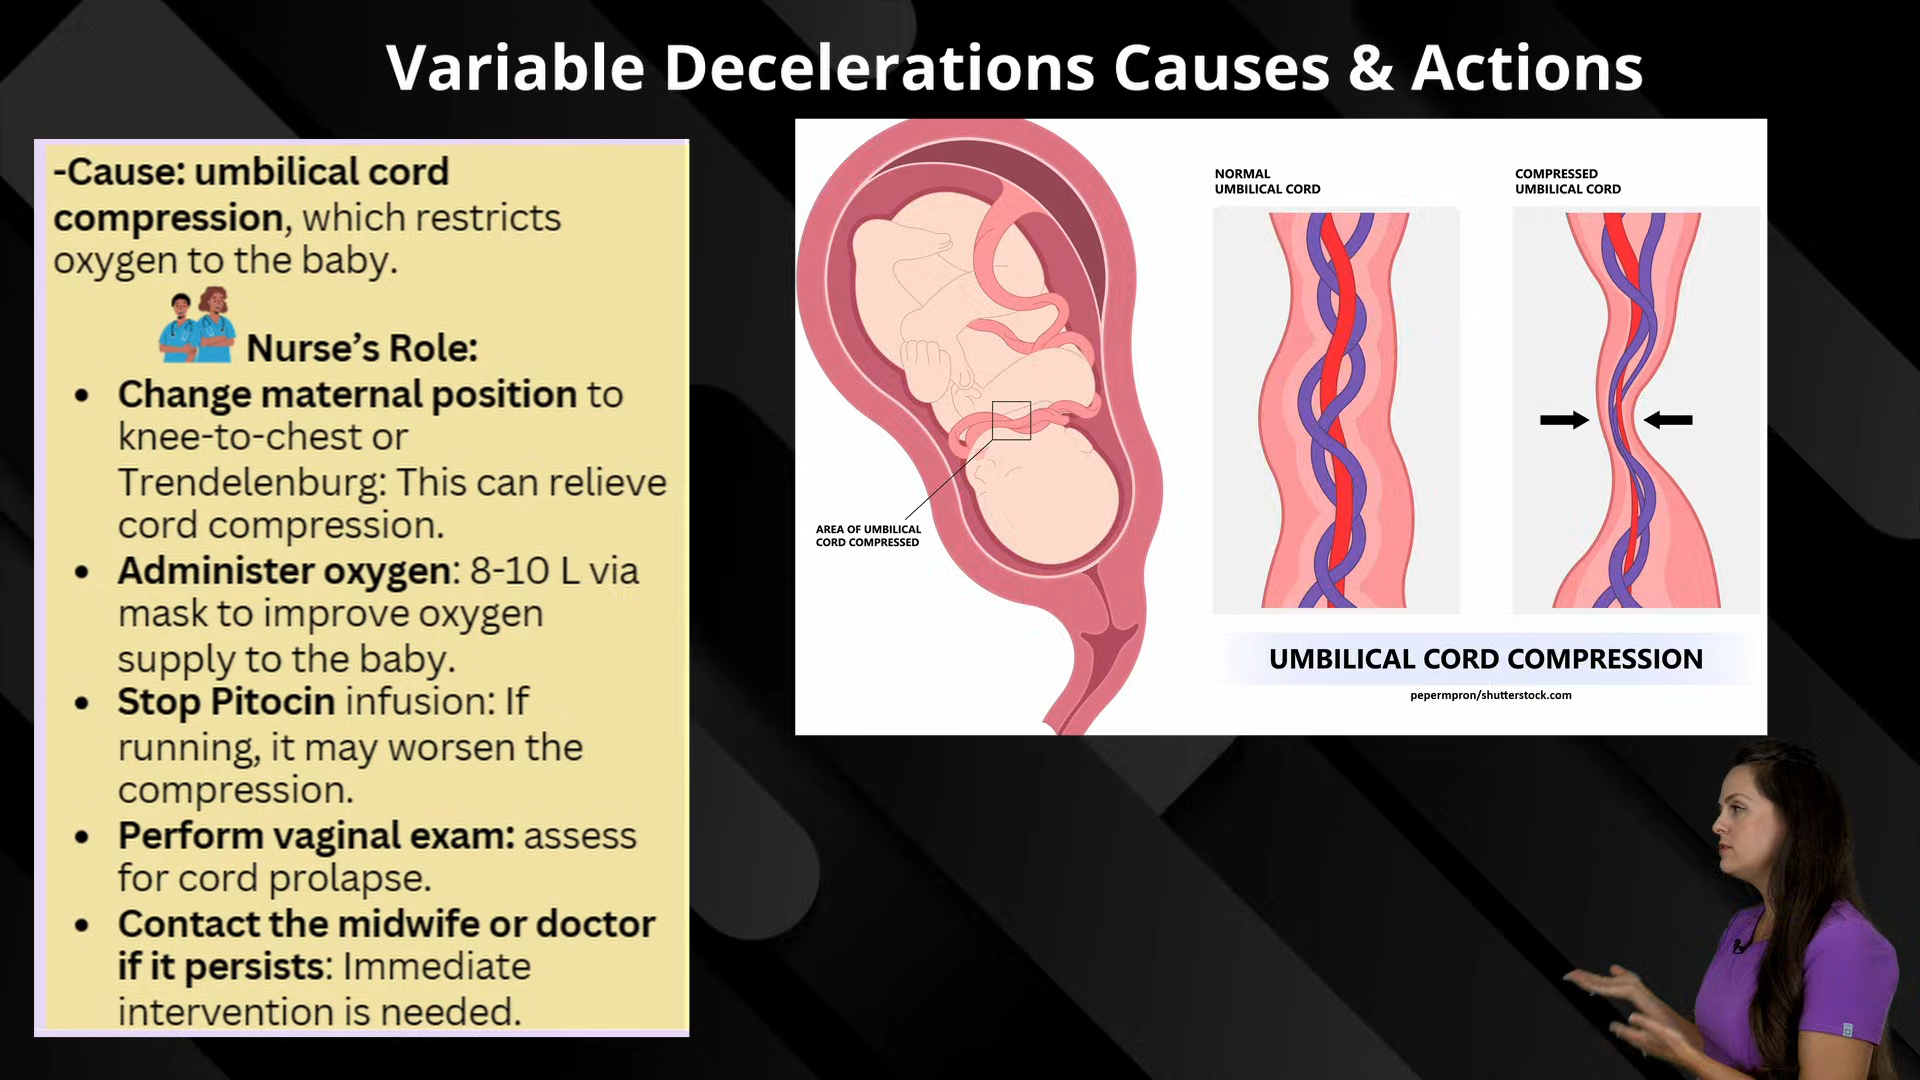 Variable Decelerations Causes & Actions
-Cause: umbilical cord
compression, which restricts
oxygen to the baby.
Nurse’s Role:
• Change maternal position to
knee-to-chest or
Trendelenburg: This can relieve
cord compression.
• Administer oxygen: 8-10 L via
mask to improve oxygen
supply to the baby.
• Stop Pitocin infusion: If
running, it may worsen the
compression.
• Perform vaginal exam: assess
for cord prolapse.
• Contact the midwife or doctor
if it persists: Immediate
intervention is needed.
AREA OF UMBILICAL
CORD COMPRESSED
NORMAL
UMBILICAL CORD
COMPRESSED
UMBILICAL CORD
UMBILICAL CORD COMPRESSION
pepermpron/shutterstock.com